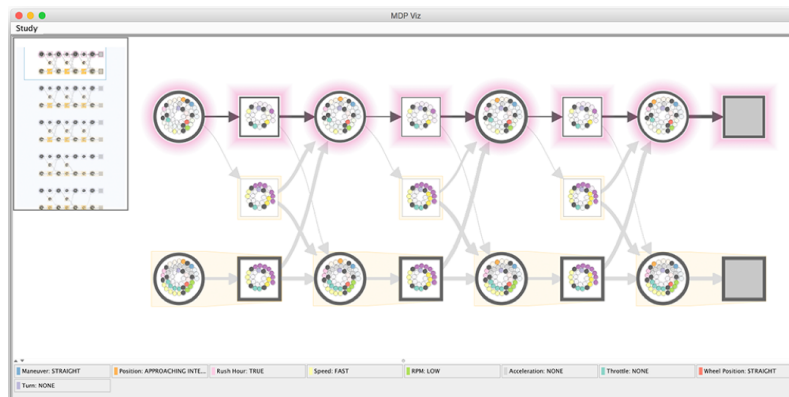 MDP Viz
Study
Maneuver: STRAIGHT
Position: APPROACHING INTE...
Rush Hour: TRUE
Speed: FAST
RPM: LOW
Acceleration: NONE
Throttle: NONE
Wheel Position: STRAIGHT
Turn: NONE